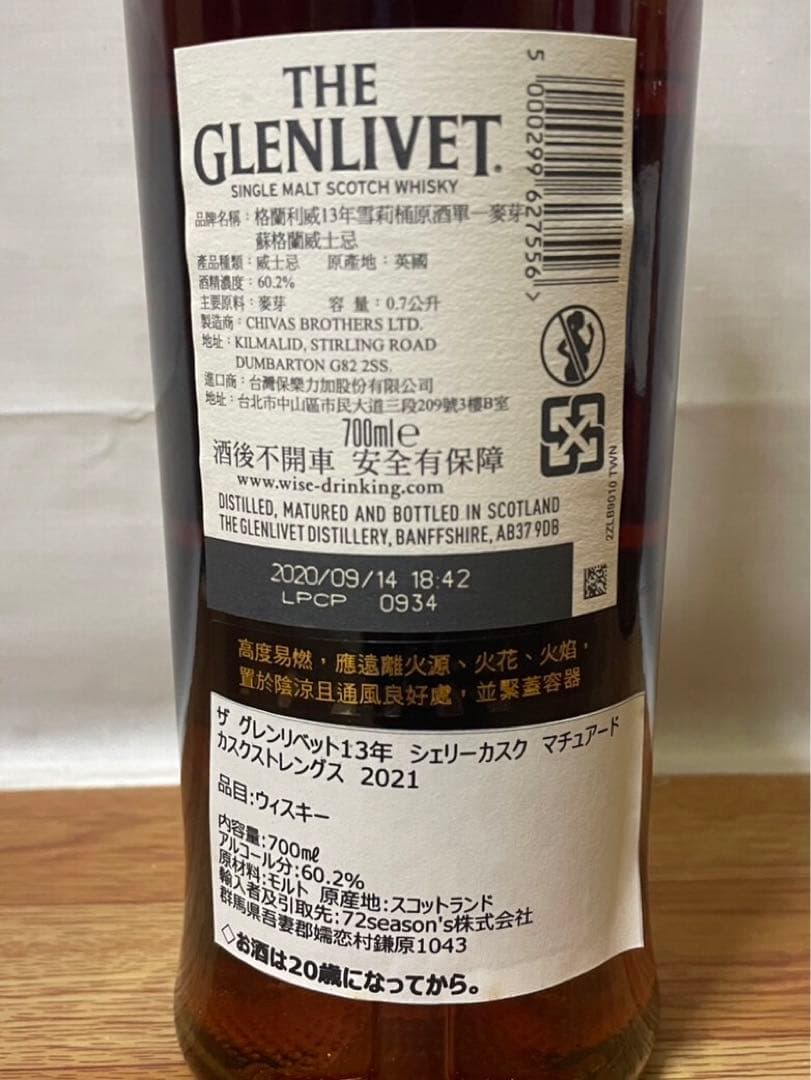 THE
GLENLIVET®
SINGLE MALT SCOTCH WHISKY
品牌名稱：格蘭利威13年雪莉桶原酒單一麥芽
蘇格蘭威士忌
產品種類：威士忌 原產地：英國
酒精濃度：60.2%
主要原料：麥芽 容 量：0.7公升
製造商：CHIVAS BROTHERS LTD.
地址：KILMALID, STIRLING ROAD
DUMBARTON G82 2SS.
進口商：台灣保樂力加股份有限公司
地址：台北市中山區市民大道三段209號3樓B室
700ml℮
酒後不開車 安全有保障
www.wise-drinking.com
DISTILLED, MATURED AND BOTTLED IN SCOTLAND
THE GLENLIVET DISTILLERY, BANFFSHIRE, AB37 9DB
5 000299 627556 >
2ZLB9010 TWN
2020/09/14 18:42
LPCP 0934
高度易燃，應遠離火源、火花、火焰，
置於陰涼且通風良好處，並緊蓋容器
ザ グレンリベット13年 シェリーカスク マチュアード
カスクストレングス 2021
品目:ウィスキー
内容量:700㎖
アルコール分:60.2%
原材料:モルト 原産地:スコットランド
輸入者及引取先:72season's株式会社
群馬県吾妻郡嬬恋村鎌原1043
◇お酒は20歳になってから。